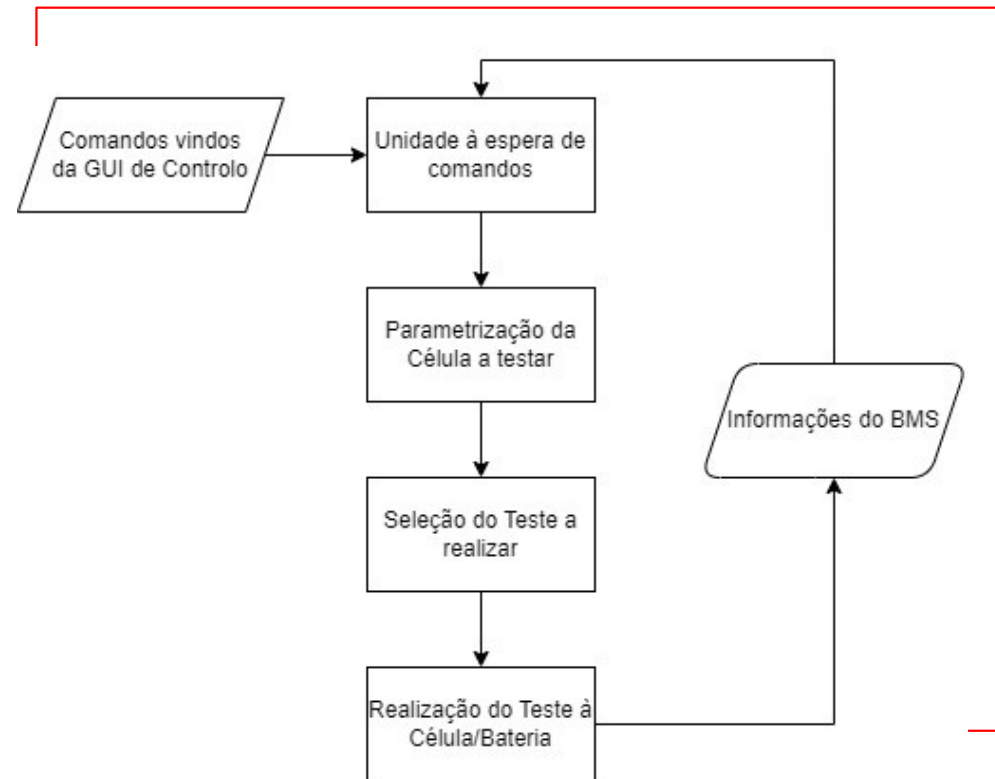 Comandos vindos
da GUI de Controlo
Unidade à espera de
comandos
Parametrização da
Célula a testar
Informações do BMS
Seleção do Teste a
realizar
Realização do Teste à
Célula/Bateria